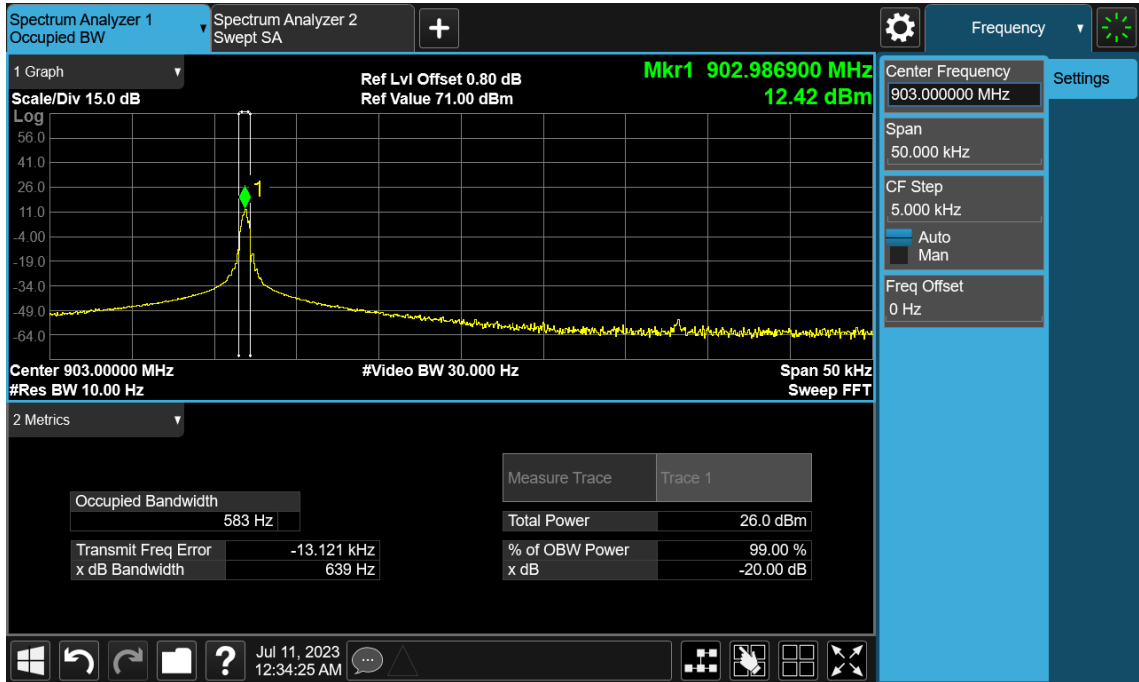 Spectrum Analyzer 1
Occupied BW
Spectrum Analyzer 2
Swept SA
Frequency
1 Graph
Scale/Div 15.0 dB
Ref Lvl Offset 0.80 dB
Ref Value 71.00 dBm
Mkr1 902.986900 MHz
12.42 dBm
Log
56.0
41.0
26.0
11.0
-4.00
-19.0
-34.0
-49.0
-64.0
1
Center 903.00000 MHz
#Video BW 30.000 Hz
Span 50 kHz
#Res BW 10.00 Hz
Sweep FFT
2 Metrics
Measure Trace
Trace 1
Occupied Bandwidth
583 Hz
Total Power
26.0 dBm
Transmit Freq Error
-13.121 kHz
% of OBW Power
99.00 %
x dB Bandwidth
639 Hz
x dB
-20.00 dB
Center Frequency
903.000000 MHz
Settings
Span
50.000 kHz
CF Step
5.000 kHz
Auto
Man
Freq Offset
0 Hz
?
Jul 11, 2023
12:34:25 AM